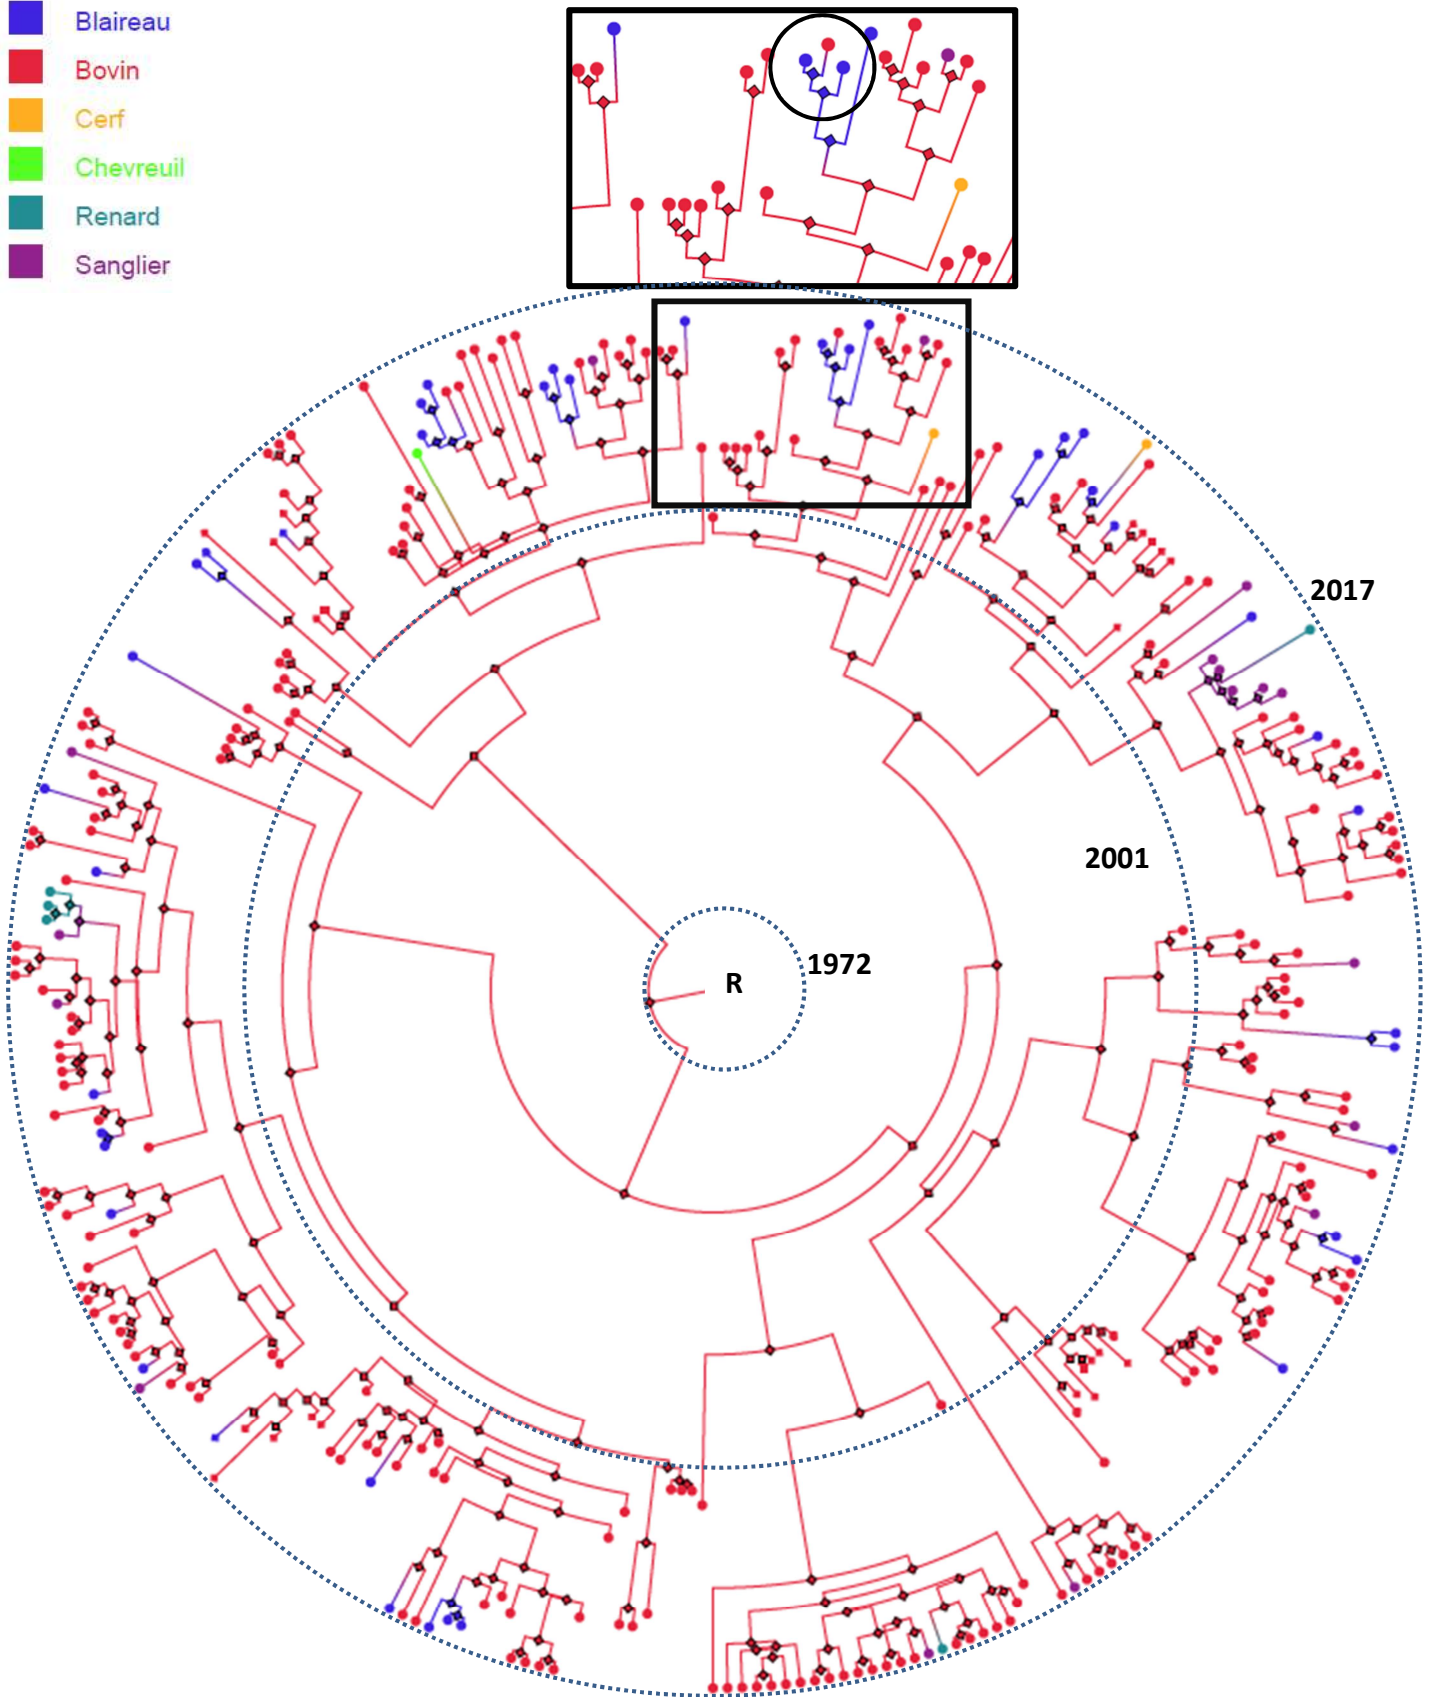 Blaireau
Bovin
Cerf
Chevreuil
Renard
Sanglier
2017
2001
1972
R